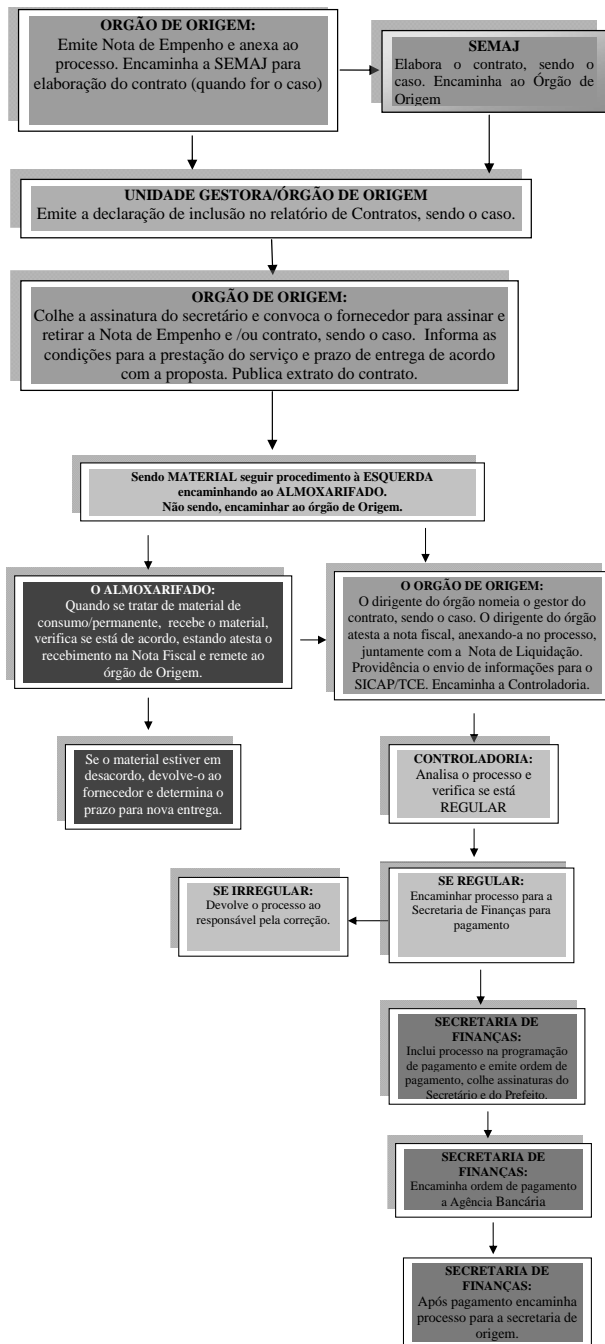 ORGÃO DE ORIGEM:
Emite Nota de Empenho e anexa ao
processo. Encaminha a SEMAJ para
elaboração do contrato (quando for o caso)
SEMAJ
Elabora o contrato, sendo o
caso. Encaminha ao Órgão de
Origem
UNIDADE GESTORA/ÓRGÃO DE ORIGEM
Emite a declaração de inclusão no relatório de Contratos, sendo o caso.
ORGÃO DE ORIGEM:
Colhe a assinatura do secretário e convoca o fornecedor para assinar e
retirar a Nota de Empenho e /ou contrato, sendo o caso. Informa as
condições para a prestação do serviço e prazo de entrega de acordo
com a proposta. Publica extrato do contrato.
Sendo MATERIAL seguir procedimento à ESQUERDA
encaminhando ao ALMOXARIFADO.
Não sendo, encaminhar ao órgão de Origem.
O ALMOXARIFADO:
Quando se tratar de material de
consumo/permanente, recebe o material,
verifica se está de acordo, estando atesta o
recebimento na Nota Fiscal e remete ao
órgão de Origem.
O ORGÃO DE ORIGEM:
O dirigente do órgão nomeia o gestor do
contrato, sendo o caso. O dirigente do órgão
atesta a nota fiscal, anexando-a no processo,
juntamente com a Nota de Liquidação.
Providência o envio de informações para o
SICAP/TCE. Encaminha a Controladoria.
Se o material estiver em
desacordo, devolve-o ao
fornecedor e determina o
prazo para nova entrega.
CONTROLADORIA:
Analisa o processo e
verifica se está
REGULAR
SE IRREGULAR:
Devolve o processo ao
responsável pela correção.
SE REGULAR:
Encaminhar processo para a
Secretaria de Finanças para
pagamento
SECRETARIA DE
FINANÇAS:
Inclui processo na programação
de pagamento e emite ordem de
pagamento, colhe assinaturas do
Secretário e do Prefeito.
SECRETARIA DE
FINANÇAS:
Encaminha ordem de pagamento
a Agência Bancária
SECRETARIA DE
FINANÇAS:
Após pagamento encaminha
processo para a secretaria de
origem.